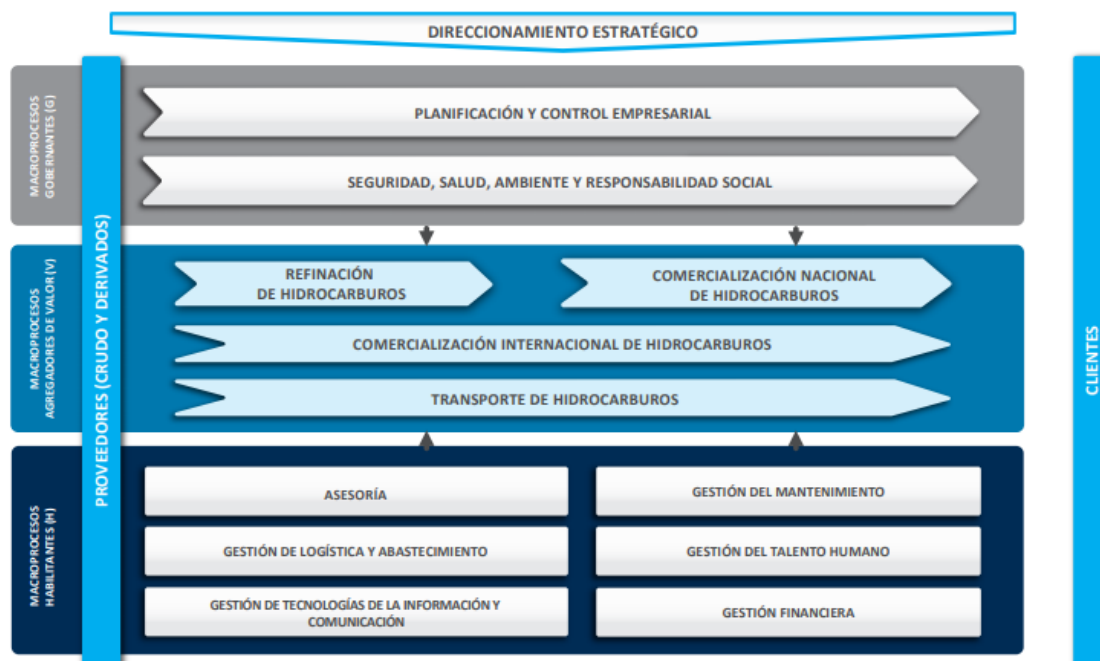 DIRECCIONAMIENTO ESTRATÉGICO
MACROPROCESOS
GOBERNANTES (G)
PLANIFICACIÓN Y CONTROL EMPRESARIAL
SEGURIDAD, SALUD, AMBIENTE Y RESPONSABILIDAD SOCIAL
PROVEEDORES (CRUDO Y DERIVADOS)
MACROPROCESOS
AGREGADORES DE VALOR (V)
REFINACIÓN
DE HIDROCARBUROS
COMERCIALIZACIÓN NACIONAL
DE HIDROCARBUROS
COMERCIALIZACIÓN INTERNACIONAL DE HIDROCARBUROS
TRANSPORTE DE HIDROCARBUROS
CLIENTES
MACROPROCESOS
HABILITANTES (H)
ASESORÍA
GESTIÓN DEL MANTENIMIENTO
GESTIÓN DE LOGÍSTICA Y ABASTECIMIENTO
GESTIÓN DEL TALENTO HUMANO
GESTIÓN DE TECNOLOGÍAS DE LA INFORMACIÓN Y
COMUNICACIÓN
GESTIÓN FINANCIERA